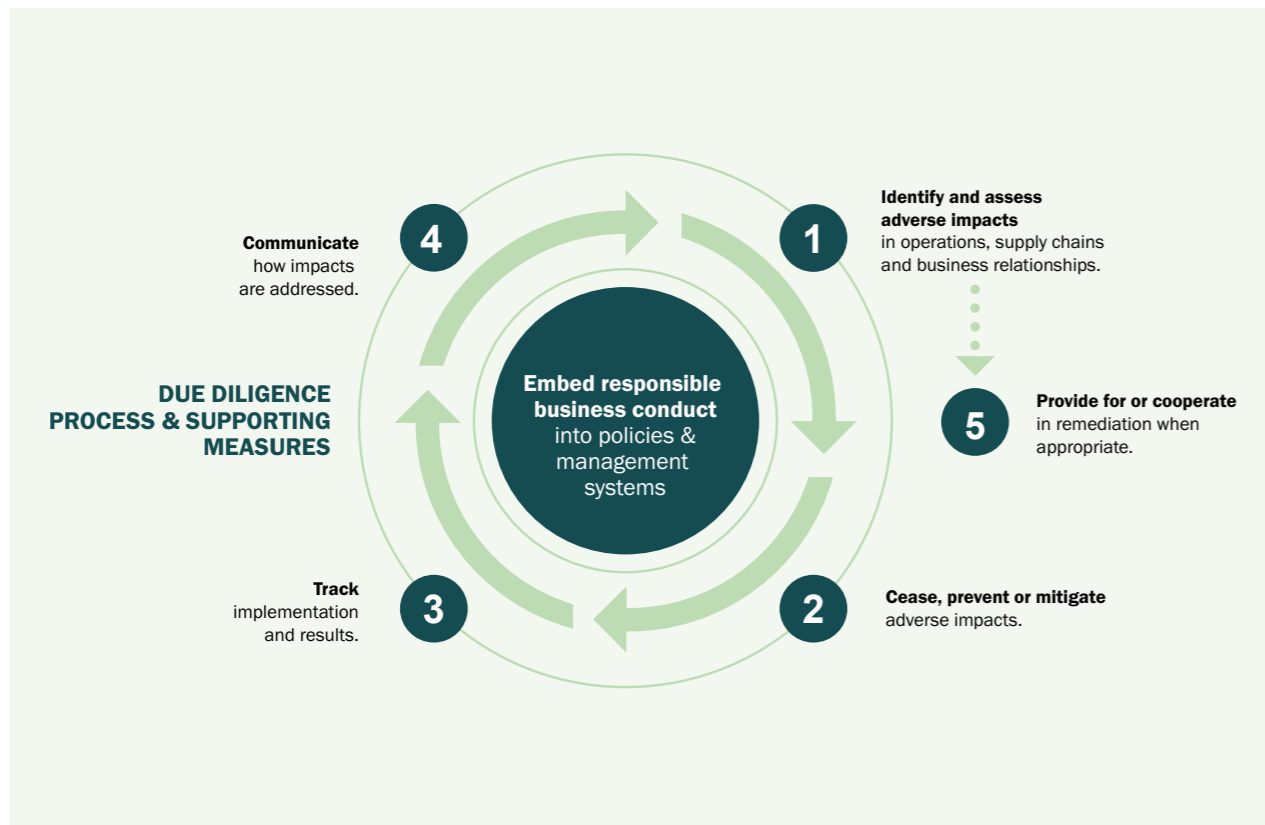 DUE DILIGENCE
PROCESS & SUPPORTING
MEASURES
Embed responsible
business conduct
into policies &
management
systems
1
Identify and assess
adverse impacts
in operations, supply chains
and business relationships.
2
Cease, prevent or mitigate
adverse impacts.
3
Track
implementation
and results.
4
Communicate
how impacts
are addressed.
5
Provide for or cooperate
in remediation when
appropriate.